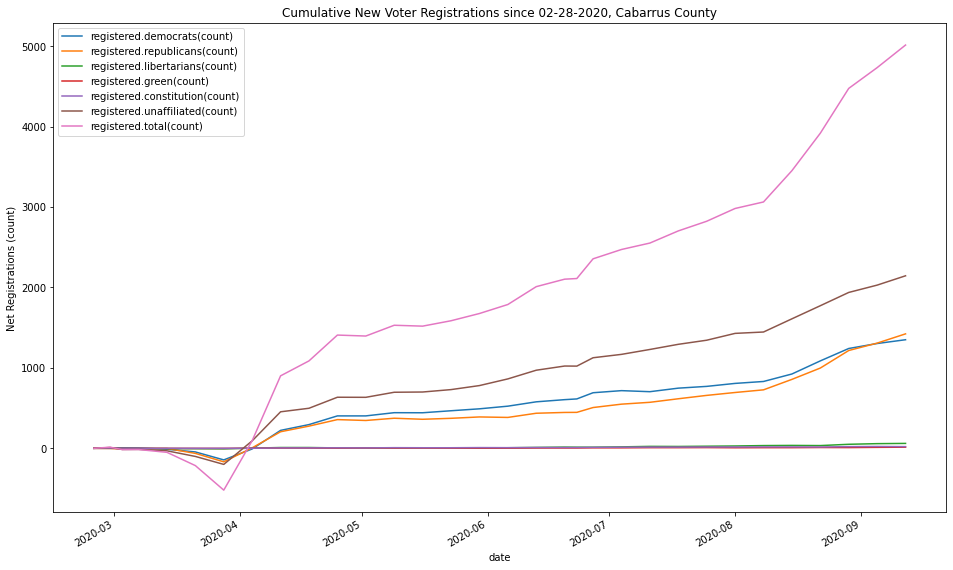 Cumulative New Voter Registrations since 02-28-2020, Cabarrus County
registered.democrats(count)
registered.republicans(count)
registered.libertarians(count)
registered.green(count)
registered.constitution(count)
registered.unaffiliated(count)
registered.total(count)
5000
4000
3000
2000
1000
0
Net Registrations (count)
2020-03
2020-04
2020-05
2020-06
2020-07
2020-08
2020-09
date